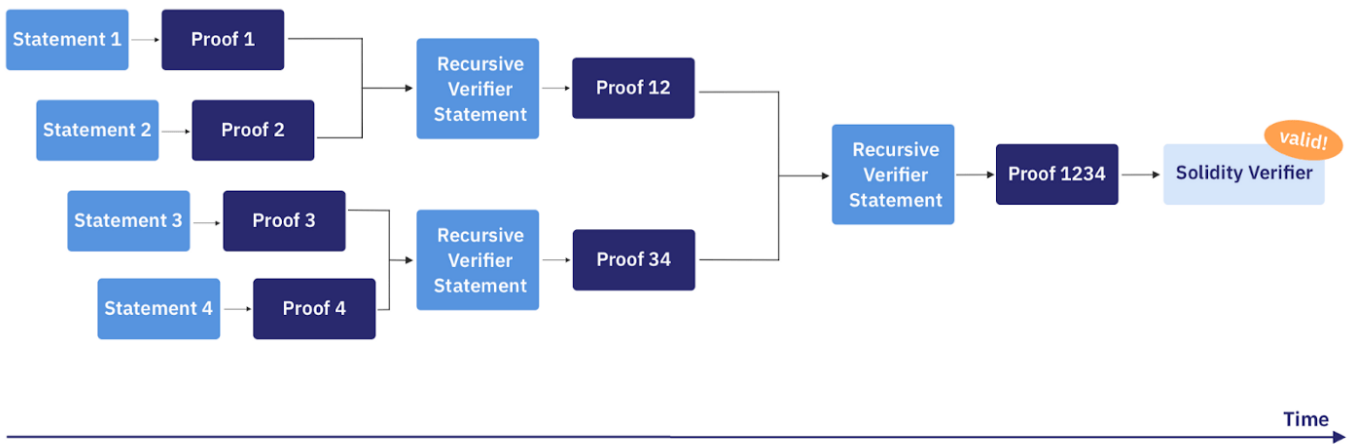 Statement 1
Proof 1
Statement 2
Proof 2
Recursive
Verifier
Statement
Proof 12
Statement 3
Proof 3
Statement 4
Proof 4
Recursive
Verifier
Statement
Proof 34
Recursive
Verifier
Statement
Proof 1234
valid!
Solidity Verifier
Time